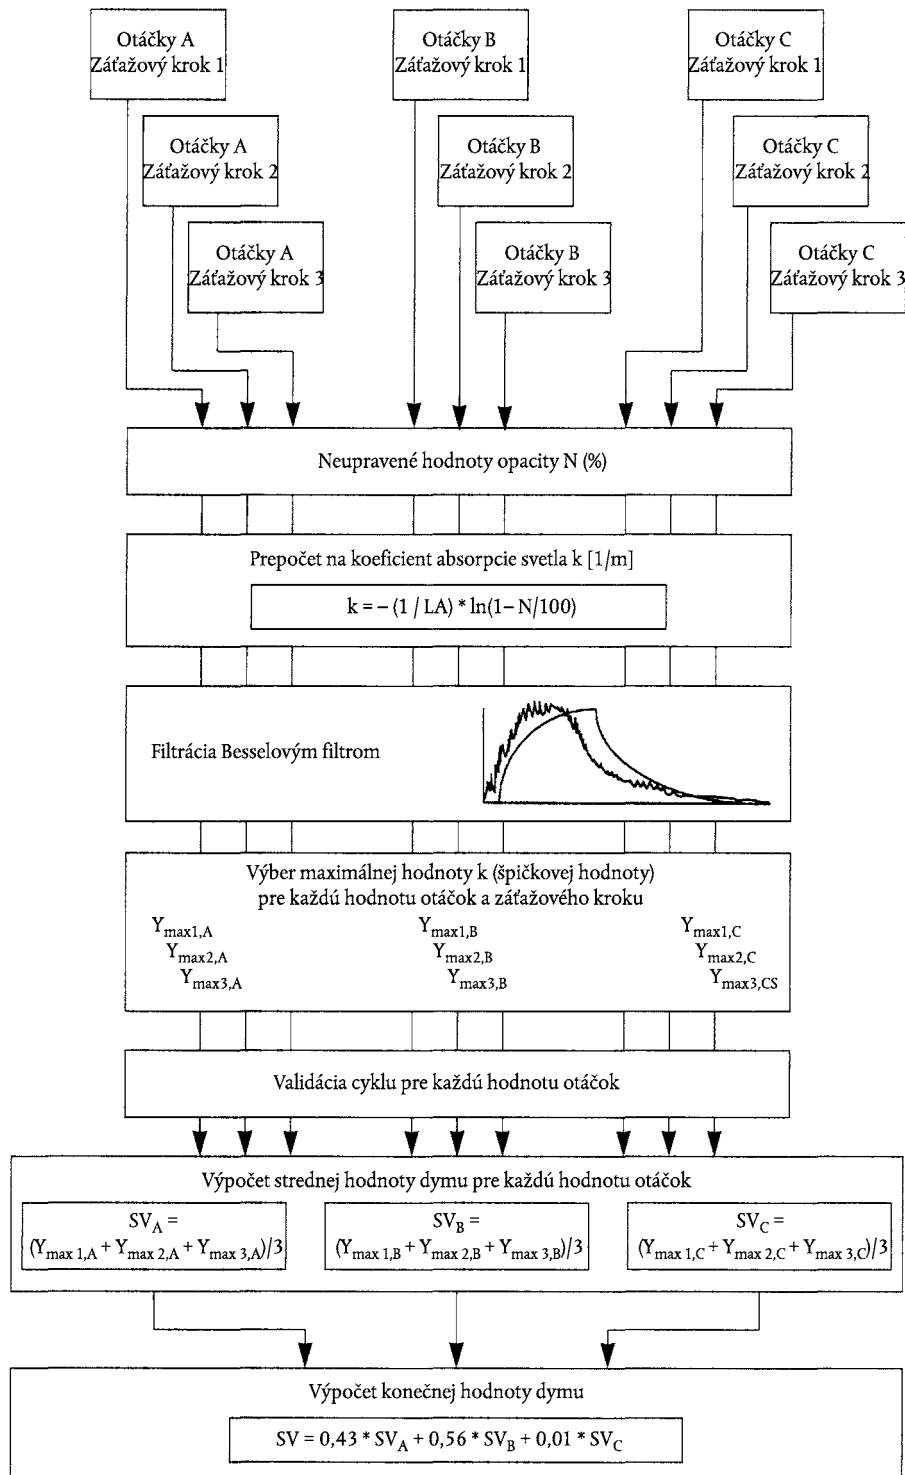 Otáčky A
Záťažový krok 1
Otáčky B
Záťažový krok 1
Otáčky C
Záťažový krok 1
Otáčky A
Záťažový krok 2
Otáčky B
Záťažový krok 2
Otáčky C
Záťažový krok 2
Otáčky A
Záťažový krok 3
Otáčky B
Záťažový krok 3
Otáčky C
Záťažový krok 3
Neupravené hodnoty opacity N (%)
Prepočet na koeficient absorpcie svetla k [1/m]
k = – (1 / LA) * ln(1– N/100)
Filtrácia Besselovým filtrom
Výber maximálnej hodnoty k (špičkovej hodnoty)
pre každú hodnotu otáčok a záťažového kroku
Ymax1,A Ymax1,B Ymax1,C
Ymax2,A Ymax2,B Ymax2,C
Ymax3,A Ymax3,B Ymax3,CS
Validácia cyklu pre každú hodnotu otáčok
Výpočet strednej hodnoty dymu pre každú hodnotu otáčok
SVA =
(Ymax 1,A + Ymax 2,A + Ymax 3,A)/3
SVB =
(Ymax 1,B + Ymax 2,B + Ymax 3,B)/3
SVC =
(Ymax 1,C + Ymax 2,C + Ymax 3,C)/3
Výpočet konečnej hodnoty dymu
SV = 0,43 * SVA + 0,56 * SVB + 0,01 * SVC